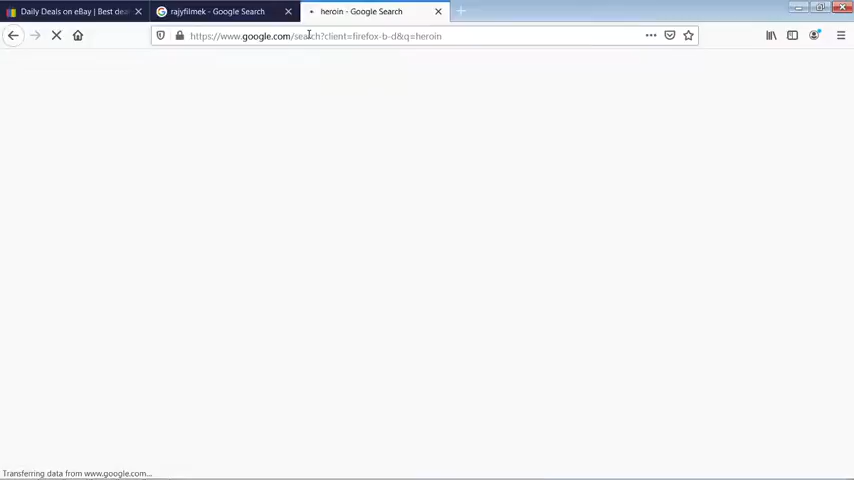 Daily Deals on eBay | Best dea
rajyfilmek - Google Search
heroin - Google Search
https://www.google.com/search?client=firefox-b-d&q=heroin
Transferring data from www.google.com...